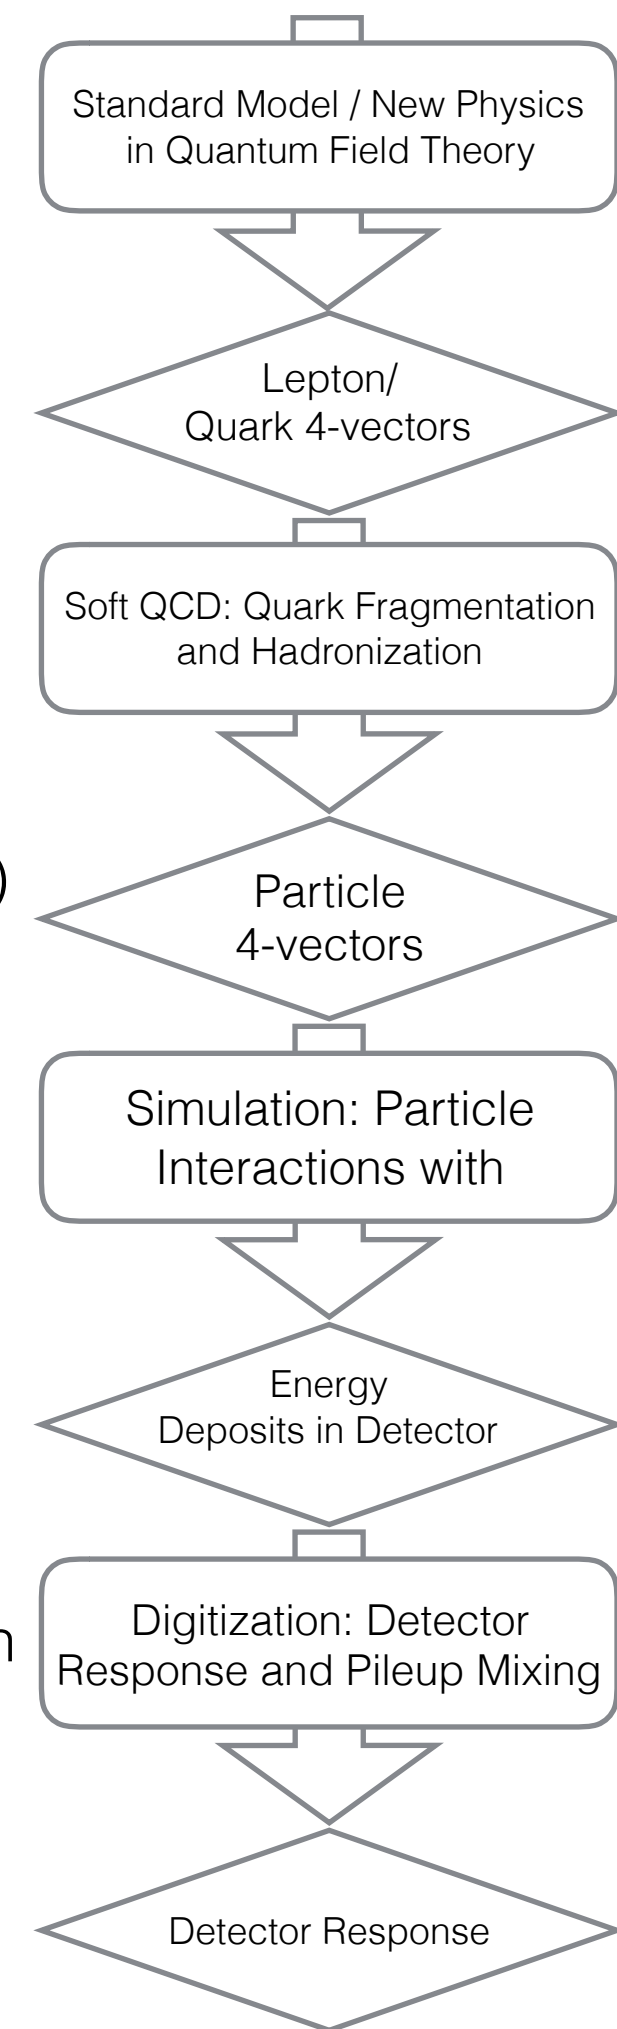 Standard Model / New Physics
in Quantum Field Theory
Lepton/
Quark 4-vectors
Soft QCD: Quark Fragmentation
and Hadronization
)
Particle
4-vectors
Simulation: Particle
Interactions with
Energy
Deposits in Detector
n
Digitization: Detector
Response and Pileup Mixing
Detector Response